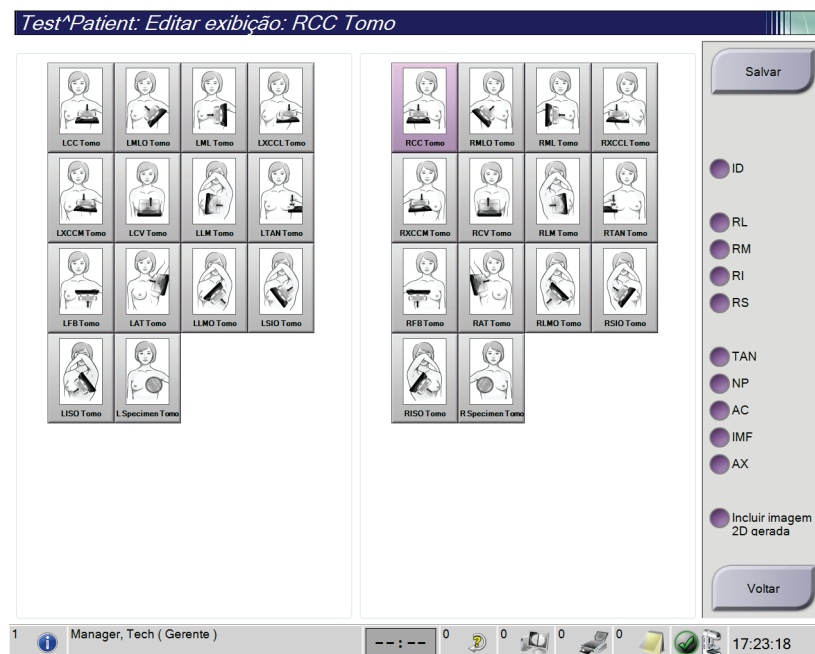 Test^Patient: Editar exibição: RCC Tomo
LCC Tomo
LMLO Tomo
LML Tomo
LXCCL Tomo
LXCCM Tomo
LCV Tomo
LLM Tomo
LTAN Tomo
LFB Tomo
LAT Tomo
LLMO Tomo
LSIO Tomo
LISO Tomo
L Specimen Tomo
RCC Tomo
RMLO Tomo
RML Tomo
RXCCL Tomo
RXCCM Tomo
RCV Tomo
RLM Tomo
RTAN Tomo
RFB Tomo
RAT Tomo
RLMO Tomo
RSIO Tomo
RISO Tomo
R Specimen Tomo
Salvar
ID
RL
RM
RI
RS
TAN
NP
AC
IMF
AX
Incluir imagem
2D gerada
Voltar
1
Manager, Tech ( Gerente )
--:--
0
0
0
0
17:23:18